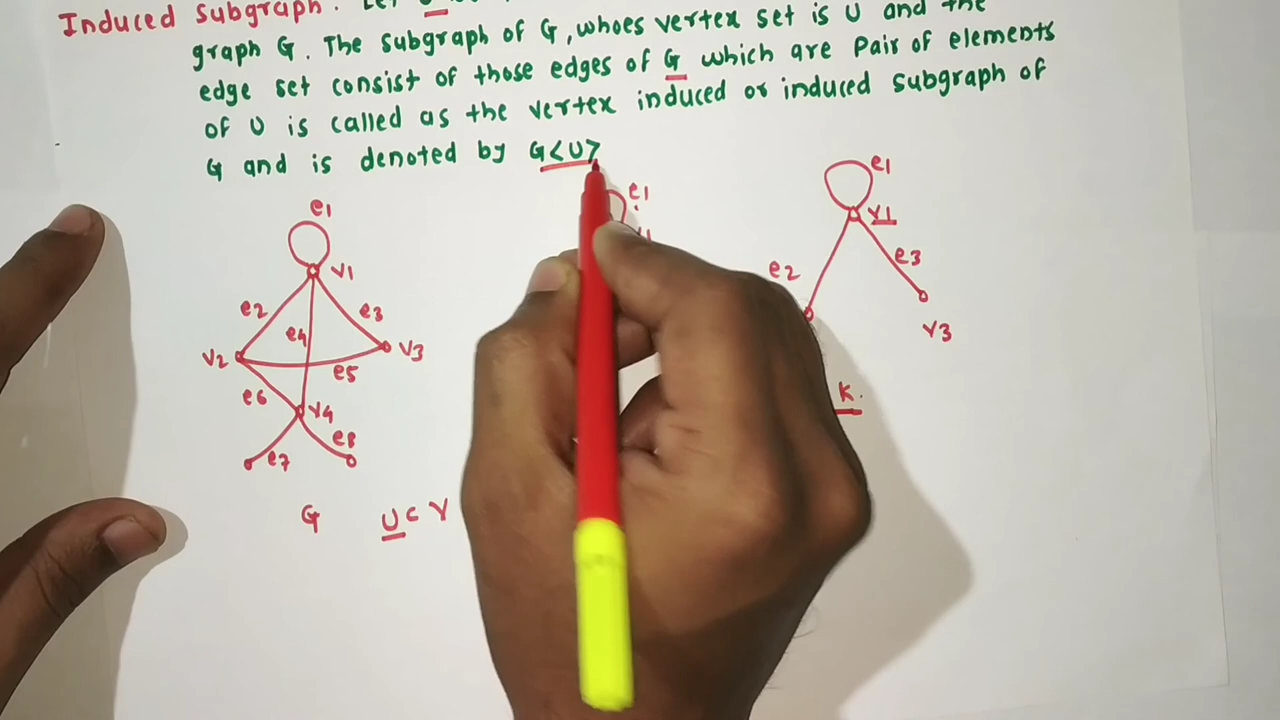 Induced Subgraph.
graph G. The subgraph of G, whoes vertex set is U and the
edge set consist of those edges of G which are Pair of elements
of U is called as the vertex induced or induced subgraph of
G and is denoted by G<U>
e1
v1
e2
e3
e4
v2
v3
e5
e6
v4
e8
e7
G U⊂V
e1
e1
v1
e2
e3
v3
K.